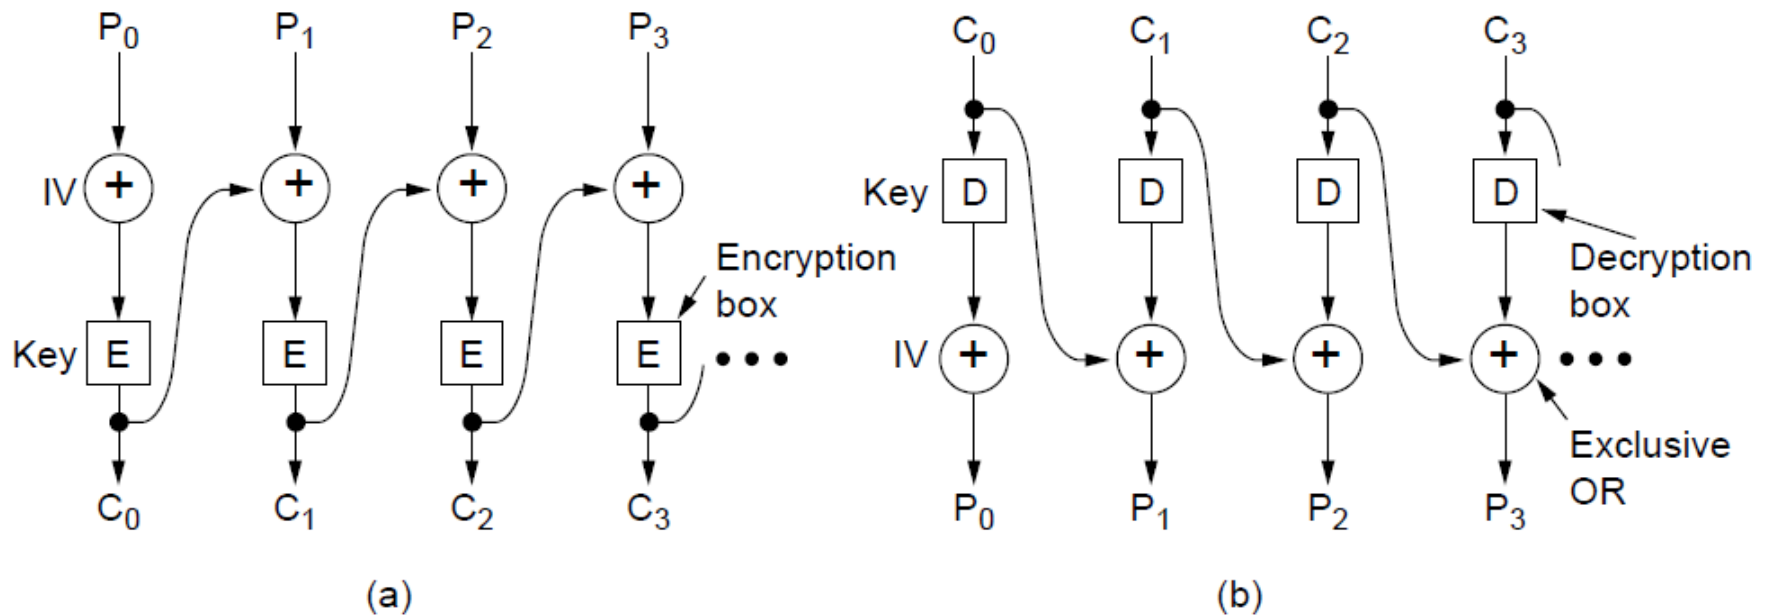 P0 P1 P2 P3
IV + + + +
Encryption
box
Key E E E E
C0 C1 C2 C3
(a)
C0 C1 C2 C3
Key D D D D
Decryption
box
IV + + + +
Exclusive
OR
P0 P1 P2 P3
(b)